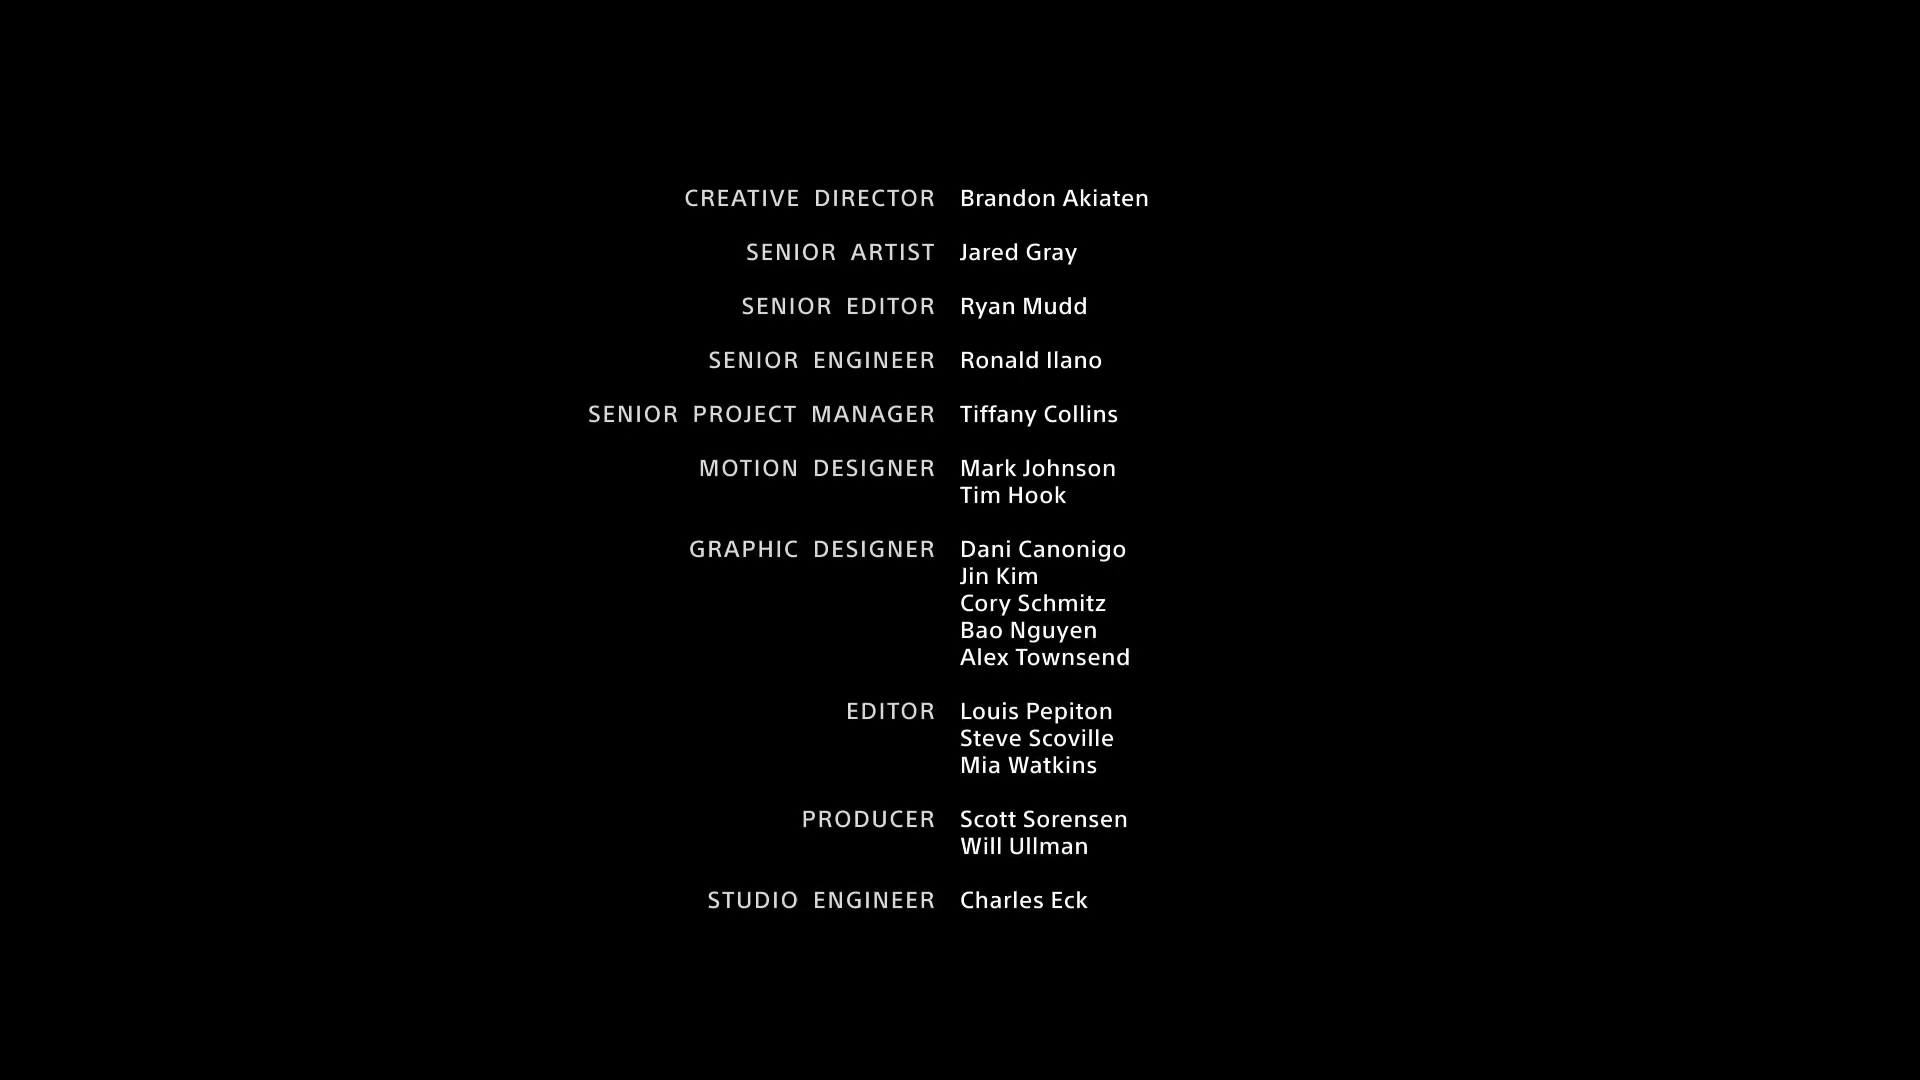 CREATIVE DIRECTOR Brandon Akiaten
SENIOR ARTIST Jared Gray
SENIOR EDITOR Ryan Mudd
SENIOR ENGINEER Ronald Ilano
SENIOR PROJECT MANAGER Tiffany Collins
MOTION DESIGNER Mark Johnson
Tim Hook
GRAPHIC DESIGNER Dani Canonigo
Jin Kim
Cory Schmitz
Bao Nguyen
Alex Townsend
EDITOR Louis Pepiton
Steve Scoville
Mia Watkins
PRODUCER Scott Sorensen
Will Ullman
STUDIO ENGINEER Charles Eck